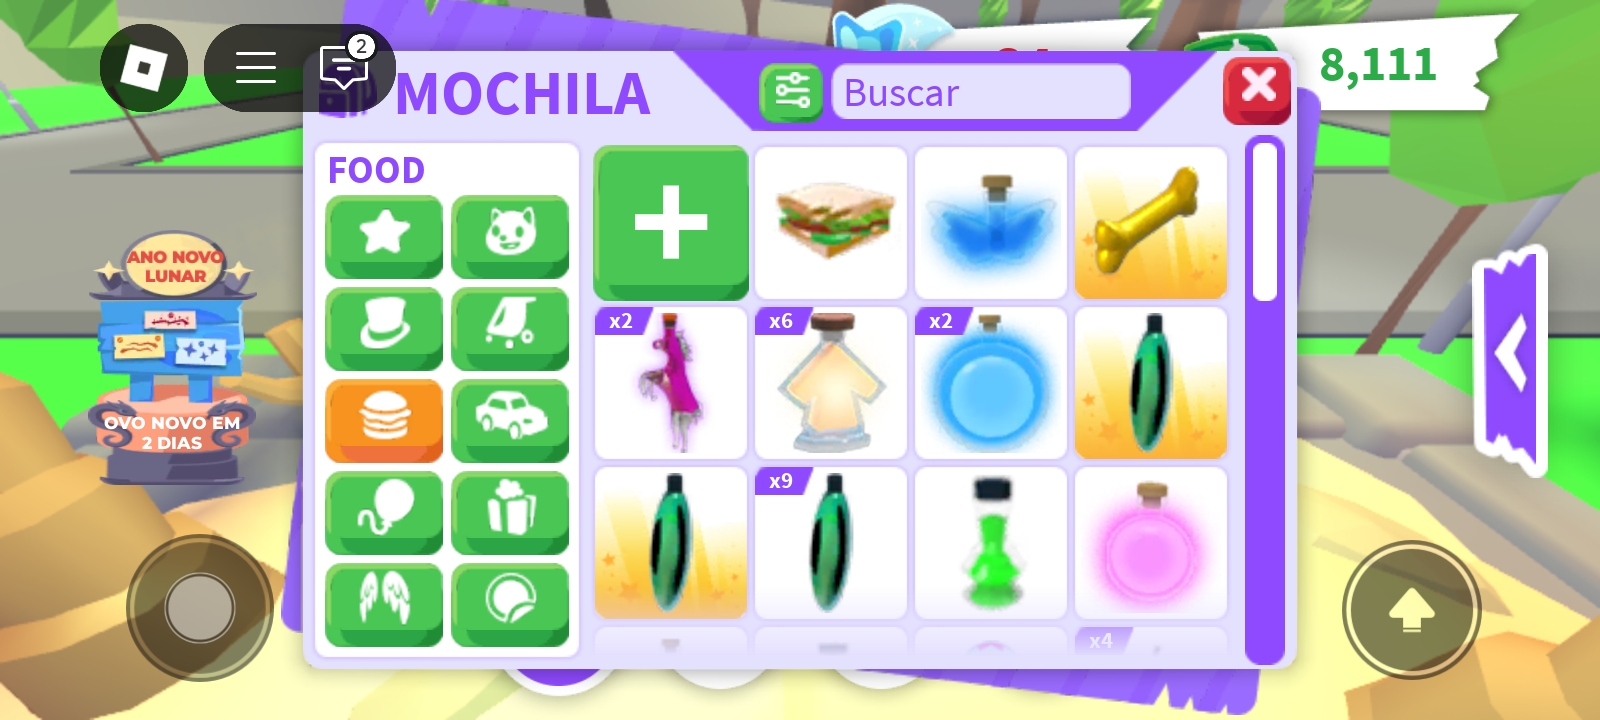 2
8,111
MOCHILA
Buscar
FOOD
x2
x6
x2
x9
x4
ANO NOVO
LUNAR
OVO NOVO EM
2 DIAS